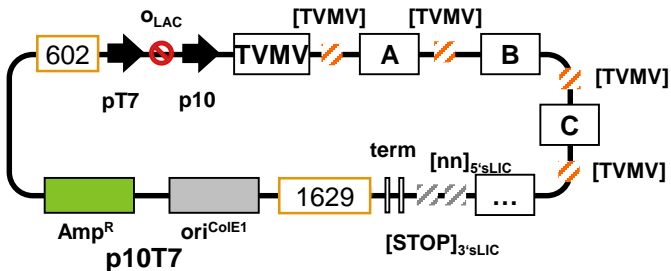 oLAC
[TVMV] [TVMV]
602 TVMV A B
pT7 p10
[TVMV]
C
term [nn]5'sLIC [TVMV]
1629 ...
AmpR oriColE1 [STOP]3'sLIC
p10T7